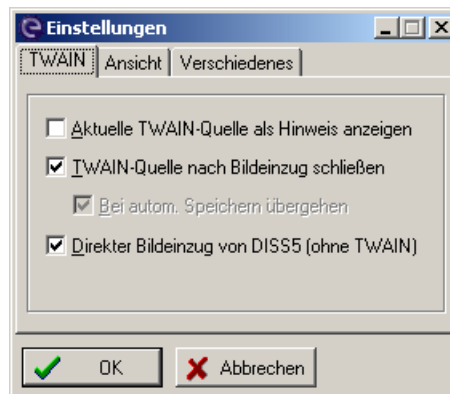 Einstellungen
TWAIN Ansicht Verschiedenes
Aktuelle TWAIN-Quelle als Hinweis anzeigen
TWAIN-Quelle nach Bildeinzug schließen
Bei autom. Speichern übergehen
Direkter Bildeinzug von DISS5 (ohne TWAIN)
OK Abbrechen